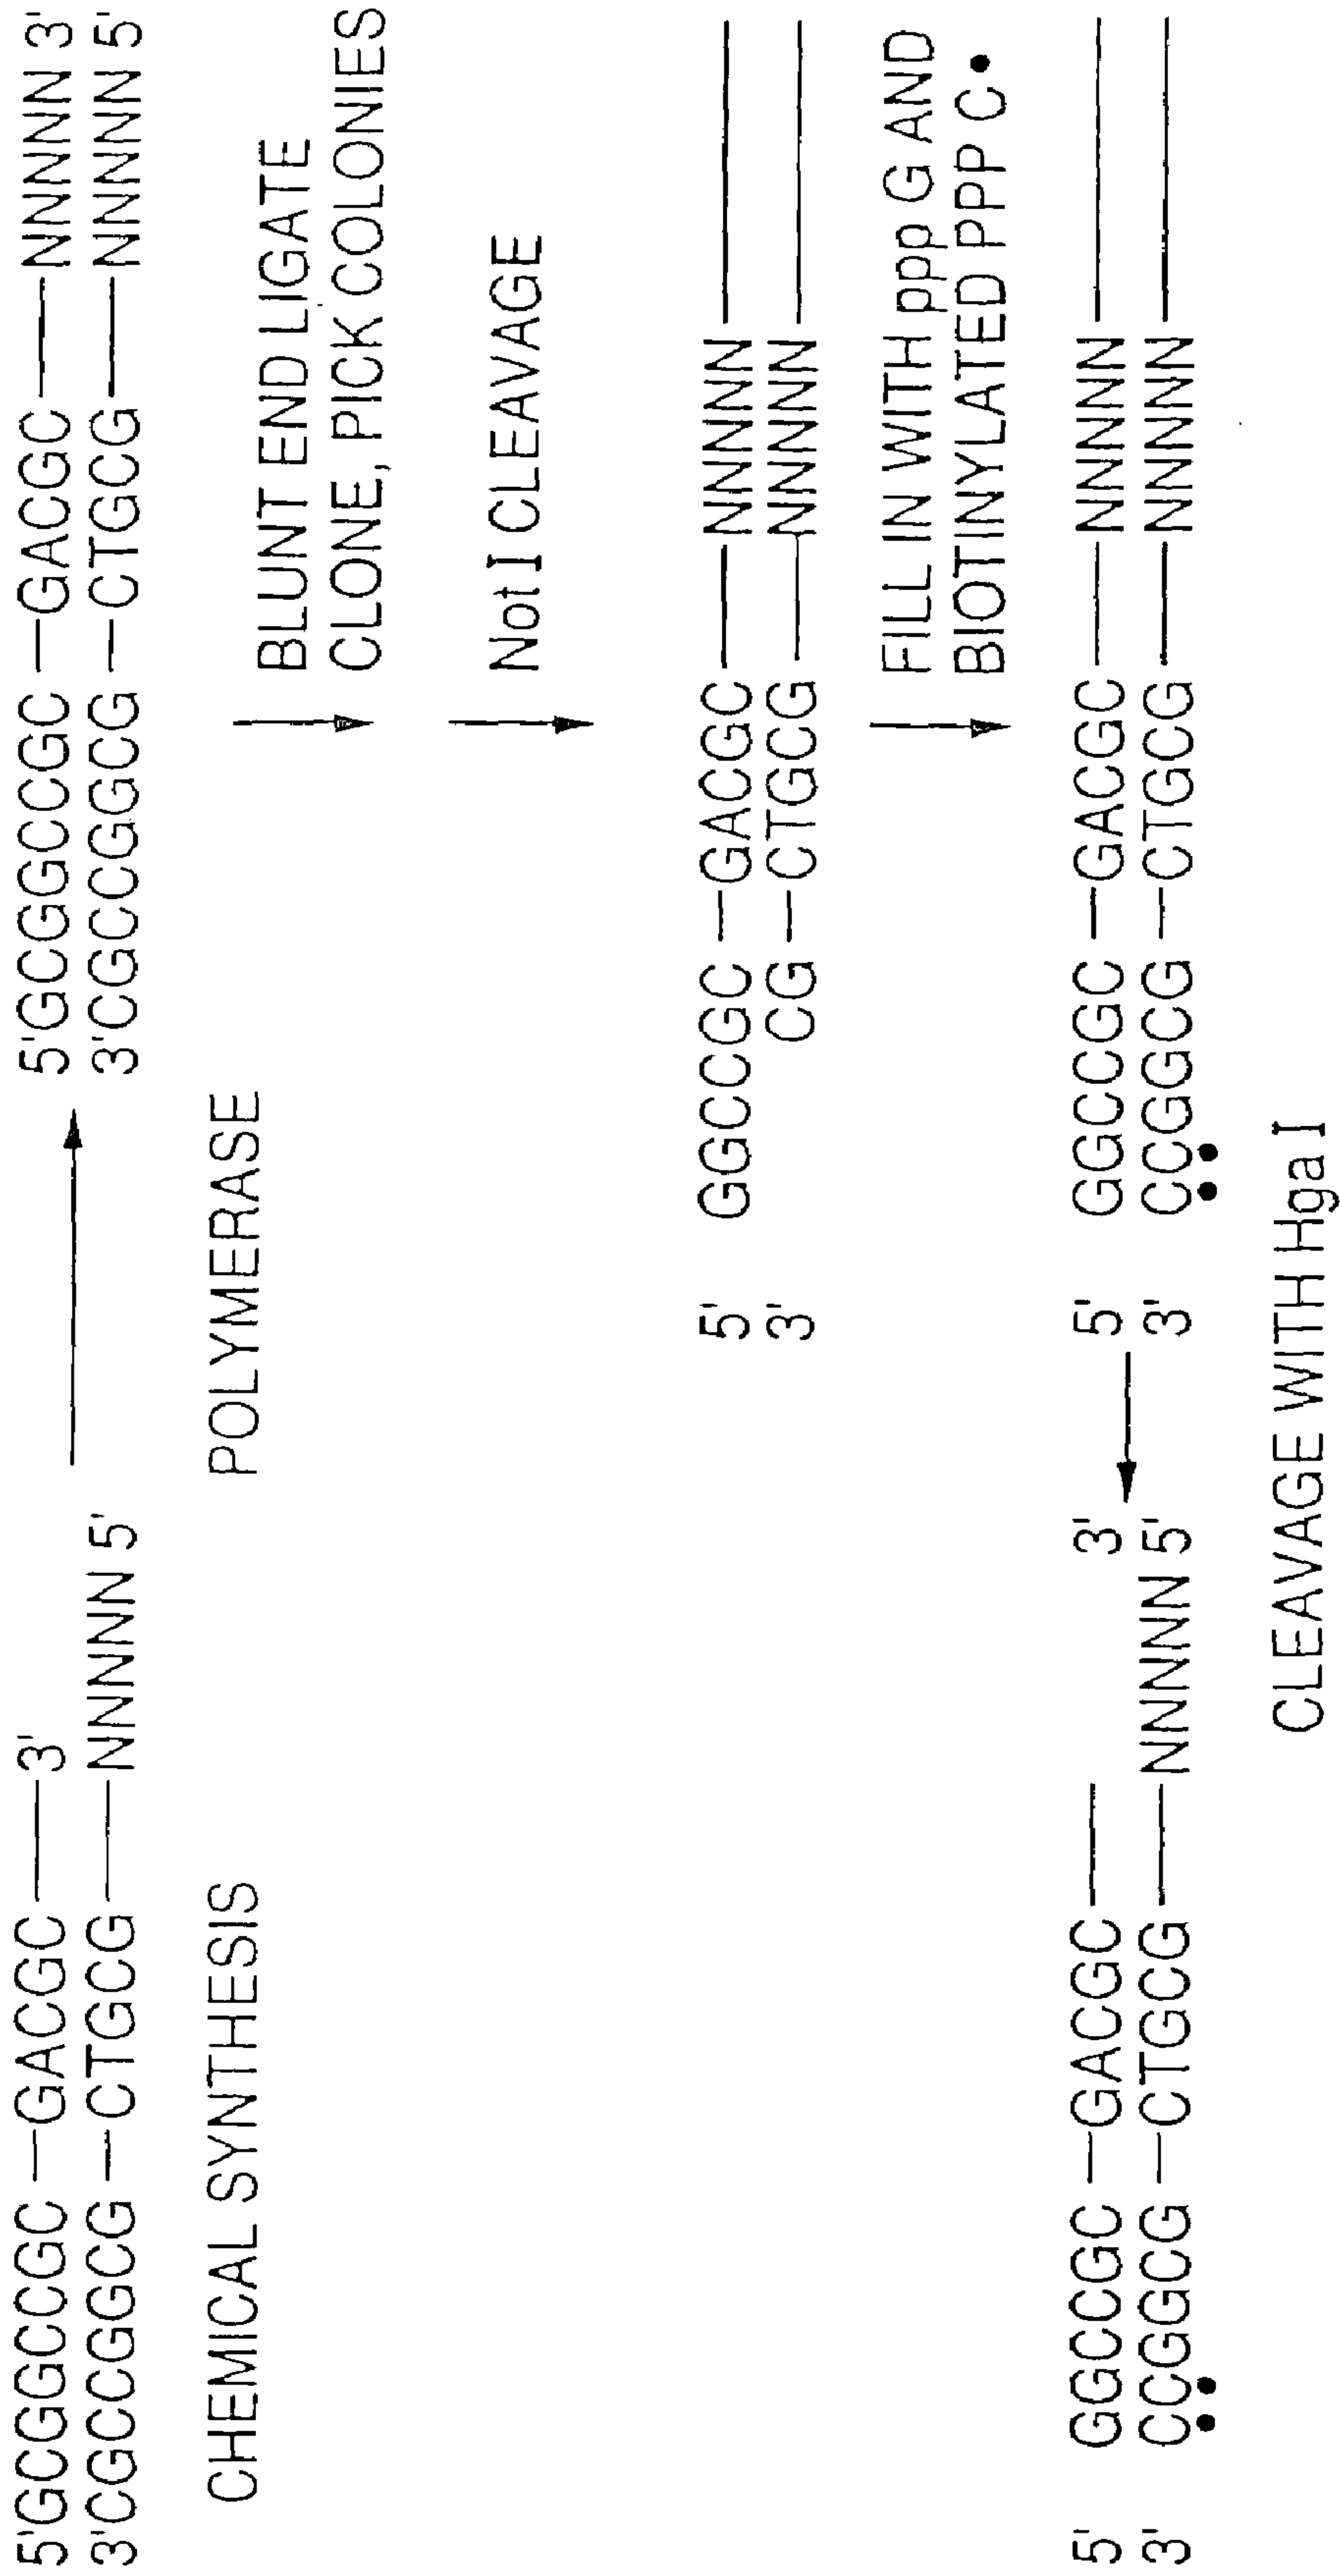 5'GCGGCCGC —GACGC ——3'
3'CGCCGGCG —CTGCG ——NNNNN 5'
CHEMICAL SYNTHESIS
POLYMERASE
5'GCGGCCGC —GACGC —NNNNN 3'
3'CGCCGGCG —CTGCG —NNNNN 5'
BLUNT END LIGATE
CLONE, PICK COLONIES
Not I CLEAVAGE
5' GGCCGC —GACGC — NNNNN ——
3' CG —CTGCG — NNNNN ——
FILL IN WITH ppp G AND
BIOTINYLATED PPP C •
5' GGCCGC —GACGC — NNNNN ——
3' CCGGCG —CTGCG — NNNNN ——
5' GGCCGC —GACGC — 3'
3' CCGGCG —CTGCG — NNNNN 5'
CLEAVAGE WITH Hga I